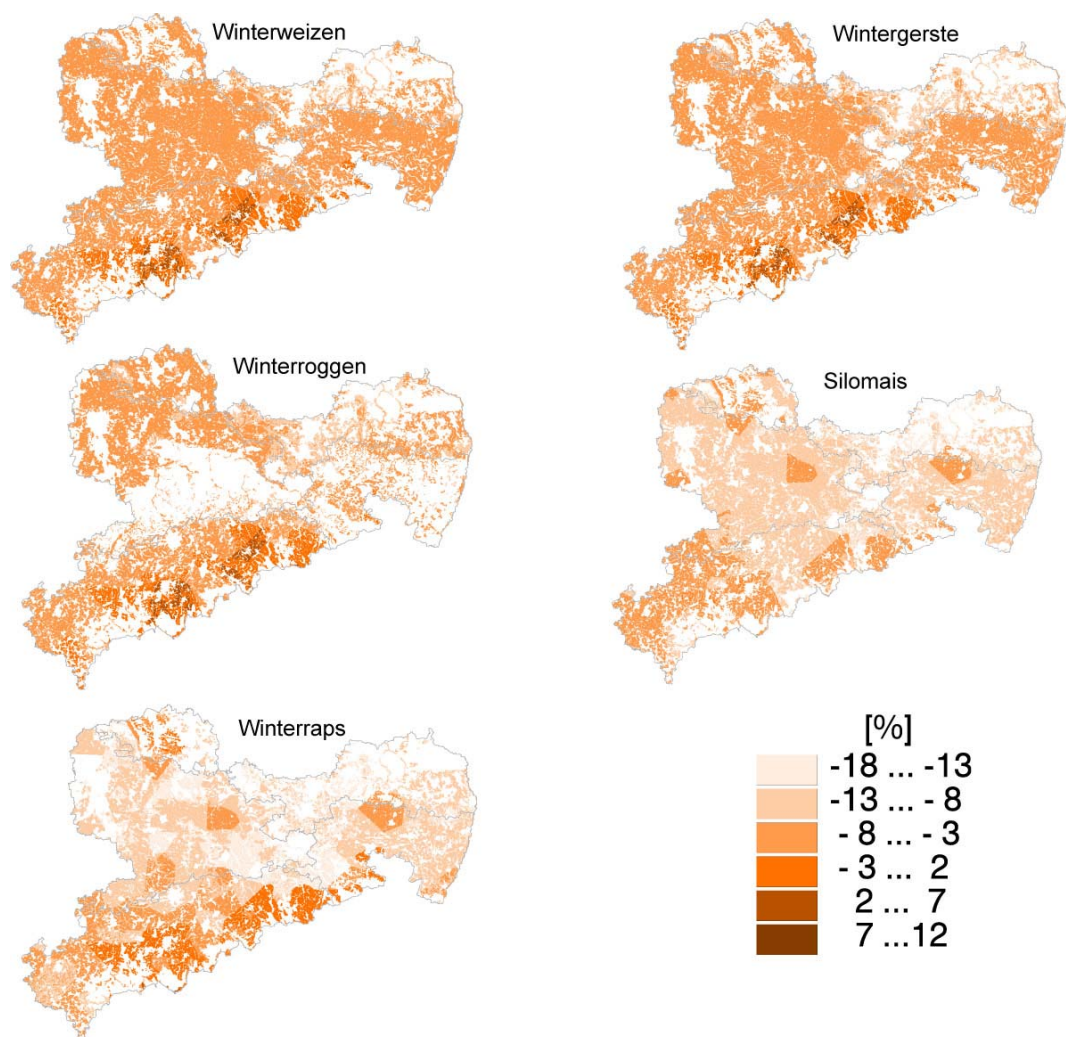 Winterweizen
Wintergerste
Winterroggen
Silomais
Winterraps
[%]
-18 ... -13
-13 ... - 8
- 8 ... - 3
- 3 ... 2
2 ... 7
7 ...12